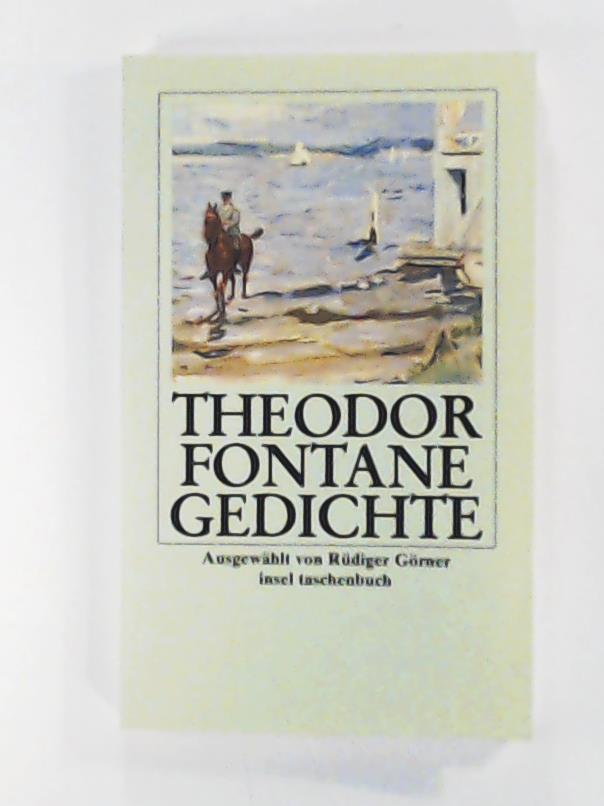 THEODOR
FONTANE
GEDICHTE
Ausgewählt von Rüdiger Görner
insel taschenbuch